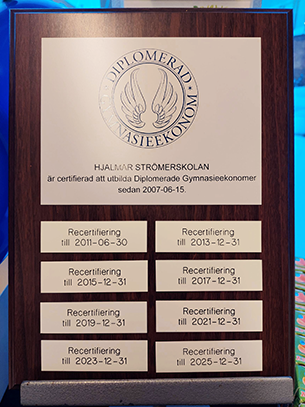 DIPLOMERAD
GYMNASIEEKONOM
HJALMAR STRÖMERSKOLAN
är certifierad att utbilda Diplomerade Gymnasieekonomer
sedan 2007-06-15.
Recertifiering
till 2011-06-30
Recertifiering
till 2013-12-31
Recertifiering
till 2015-12-31
Recertifiering
till 2017-12-31
Recertifiering
till 2019-12-31
Recertifiering
till 2021-12-31
Recertifiering
till 2023-12-31
Recertifiering
till 2025-12-31